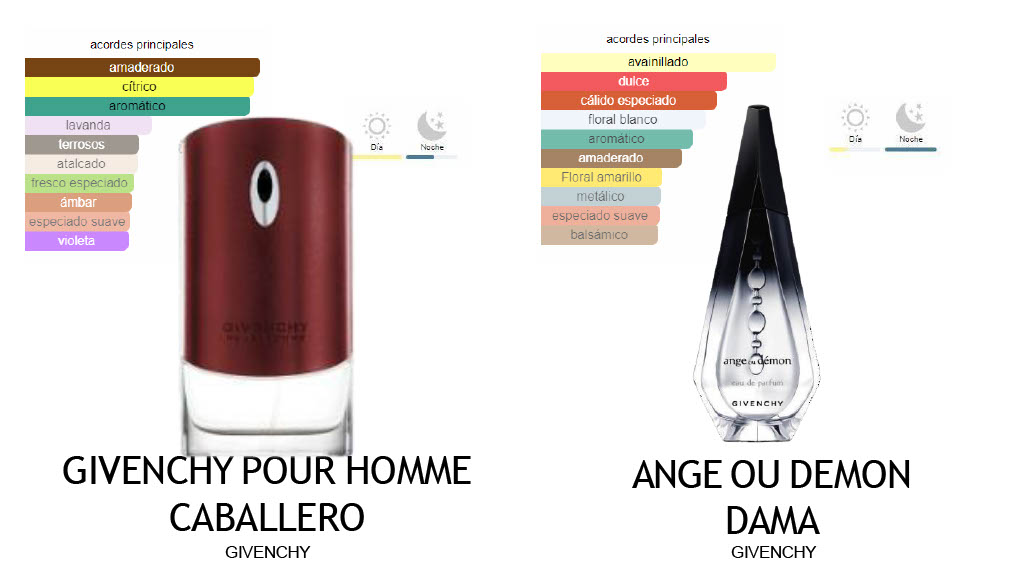 acordes principales
amaderado
cítrico
aromático
lavanda
terrosos
atalcado
fresco especiado
ámbar
especiado suave
violeta
Día
Noche
GIVENCHY
GIVENCHY POUR HOMME
CABALLERO
GIVENCHY
acordes principales
avainillado
dulce
cálido especiado
floral blanco
aromático
amaderado
Floral amarillo
metálico
especiado suave
balsámico
Día
Noche
ange ou démon
eau de parfum
GIVENCHY
ANGE OU DEMON
DAMA
GIVENCHY